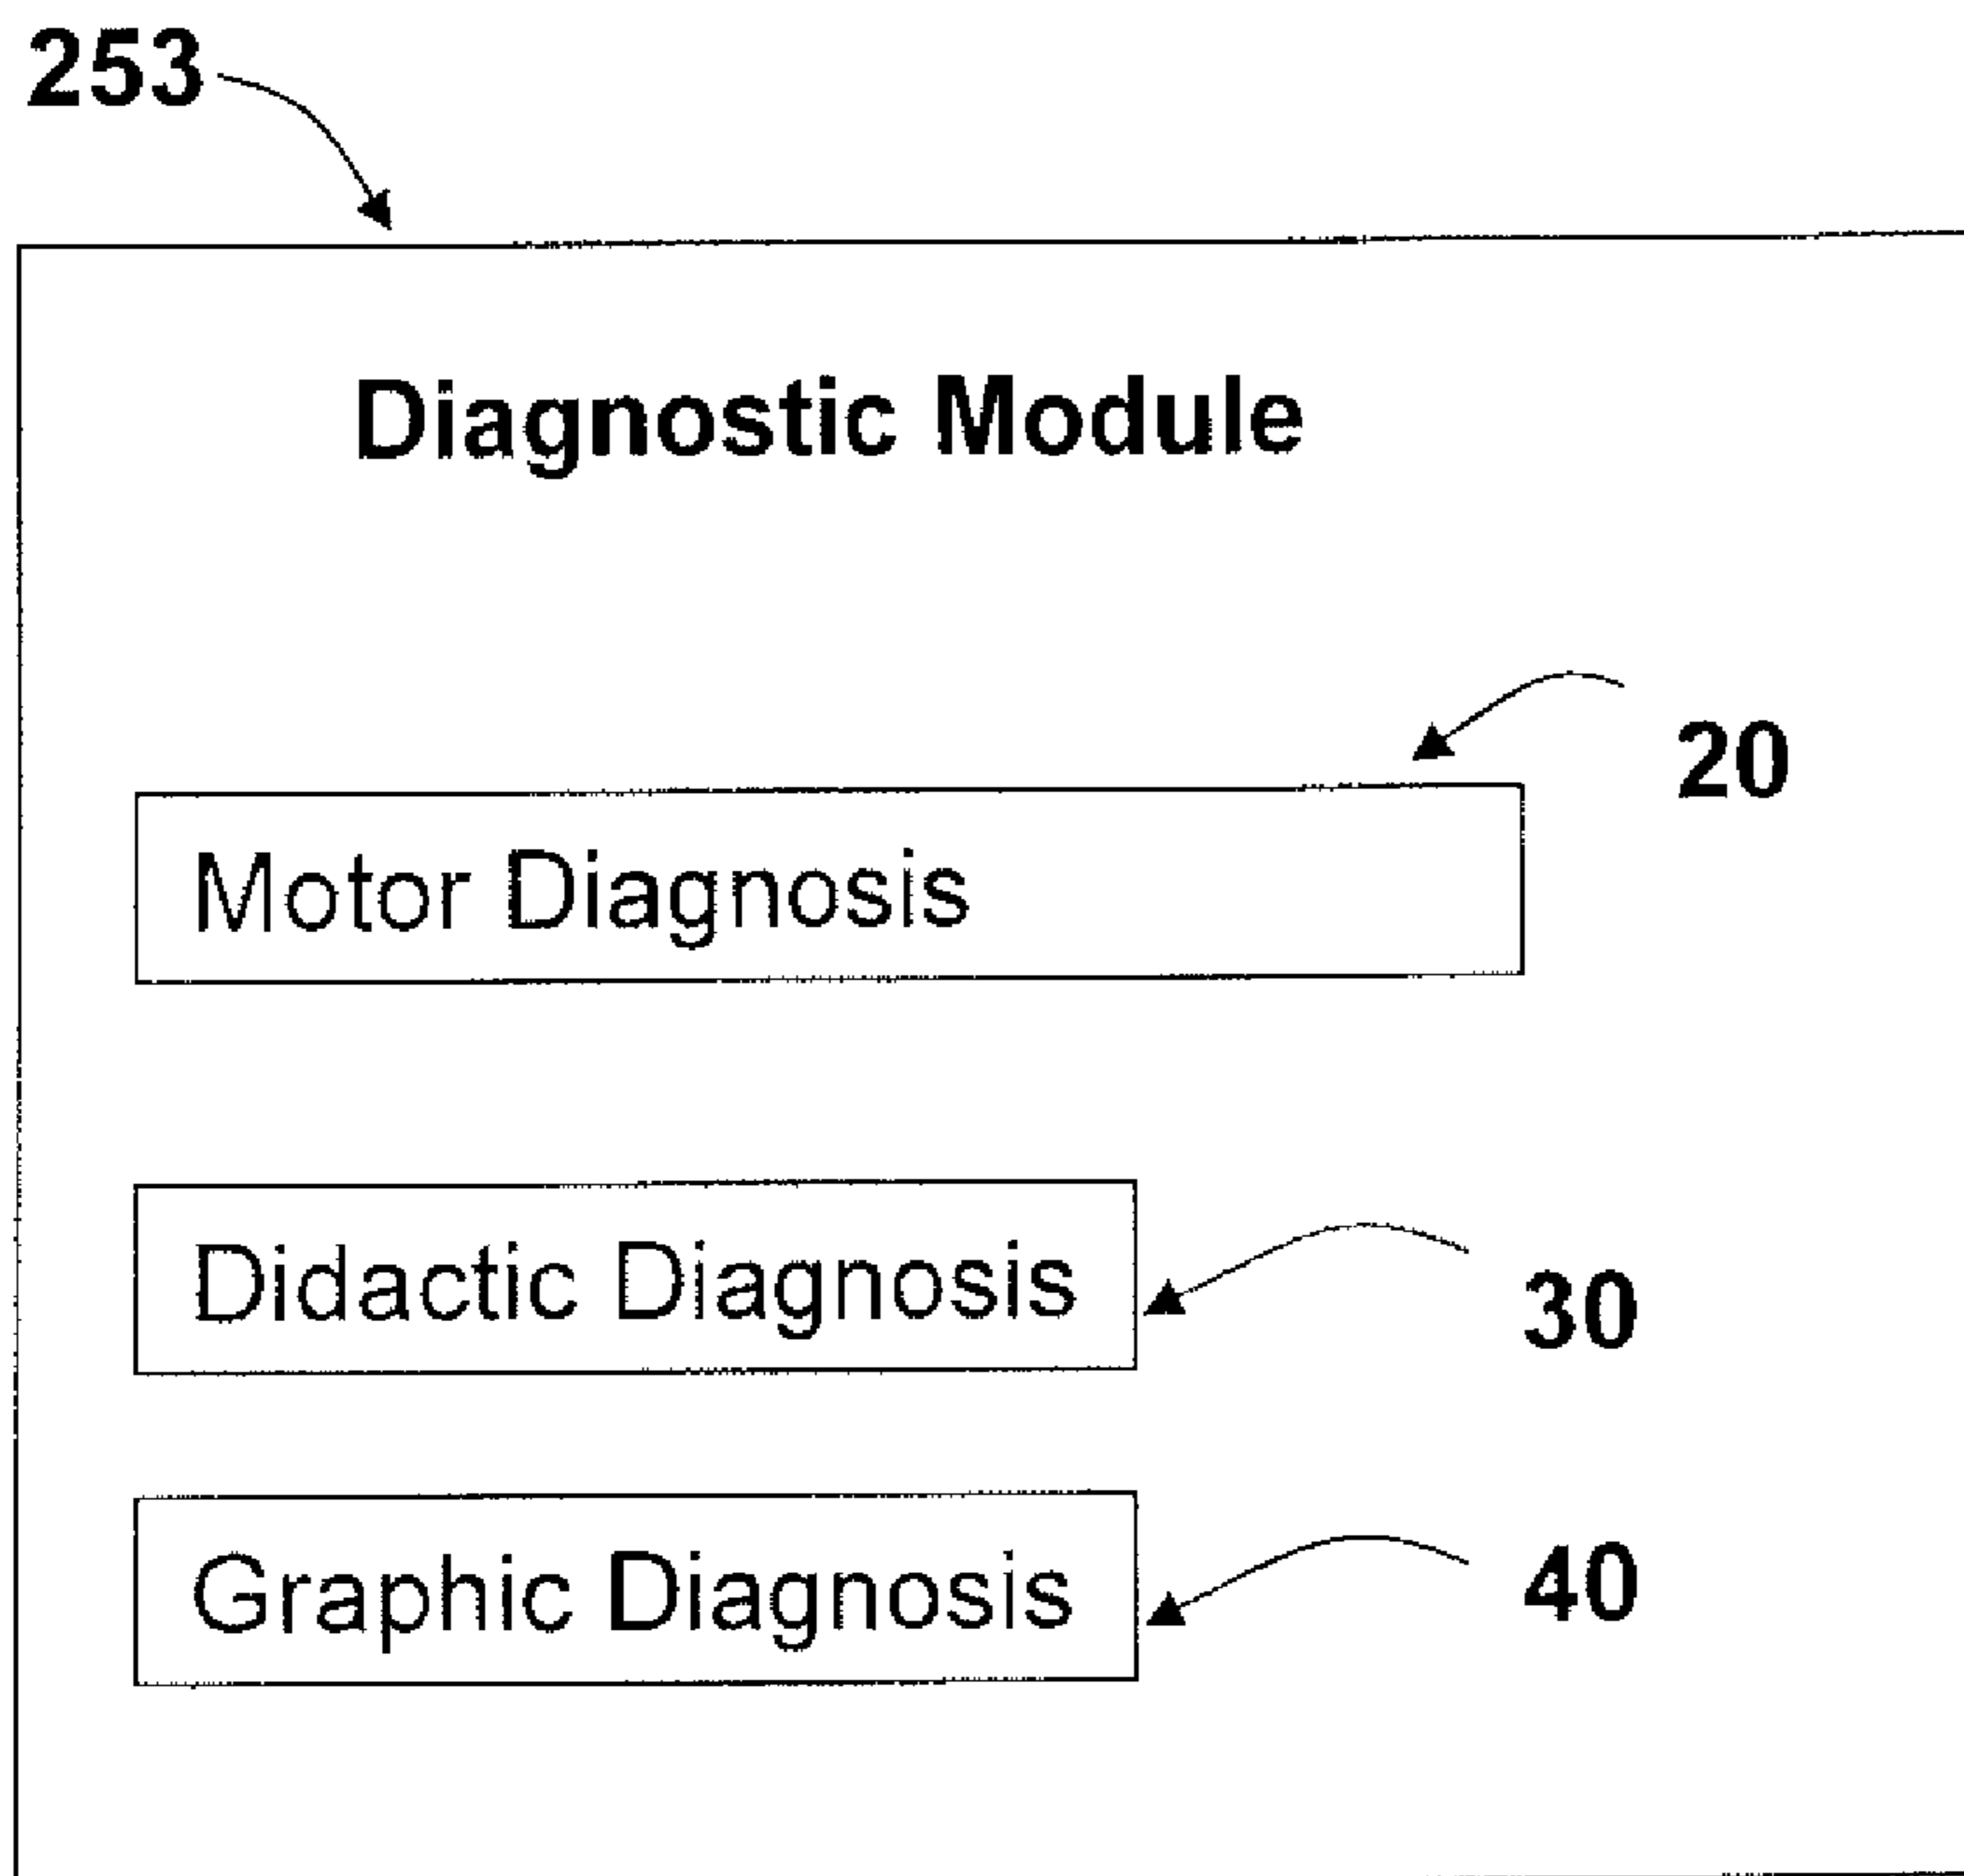 253
Diagnostic Module
20
Motor Diagnosis
Didactic Diagnosis
30
Graphic Diagnosis
40